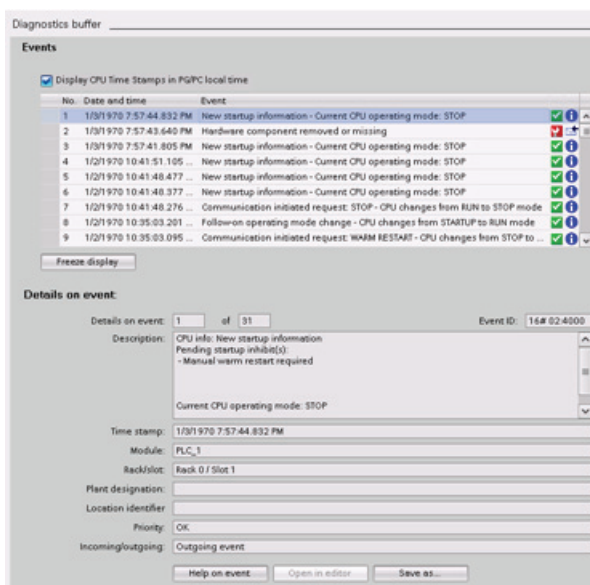 Diagnostics buffer
Events
Display CPU Time Stamps in PG/PC local time
No. Date and time Event
1 1/3/1970 7:57:44.832 PM New startup information - Current CPU operating mode: STOP
2 1/3/1970 7:57:43.640 PM Hardware component removed or missing
3 1/3/1970 7:57:41.805 PM New startup information - Current CPU operating mode: STOP
4 1/2/1970 10:41:51.105 ... New startup information - Current CPU operating mode: STOP
5 1/2/1970 10:41:48.477 ... New startup information - Current CPU operating mode: STOP
6 1/2/1970 10:41:48.377 ... New startup information - Current CPU operating mode: STOP
7 1/2/1970 10:41:48.276 ... Communication initiated request: STOP - CPU changes from RUN to STOP mode
8 1/2/1970 10:35:03.201 ... Follow-on operating mode change - CPU changes from STARTUP to RUN mode
9 1/2/1970 10:35:03.095 ... Communication initiated request: WARM RESTART - CPU changes from STOP to ...
Freeze display
Details on event:
Details on event: 1 of 31 Event ID: 16# 02:4000
Description: CPU info: New startup information
Pending startup inhibit(s):
- Manual warm restart required
Current CPU operating mode: STOP
Time stamp: 1/3/1970 7:57:44.832 PM
Module: PLC_1
Rack/slot: Rack 0 / Slot 1
Plant designation:
Location identifier
Priority: OK
Incoming/outgoing: Outgoing event
Help on event Open in editor Save as...